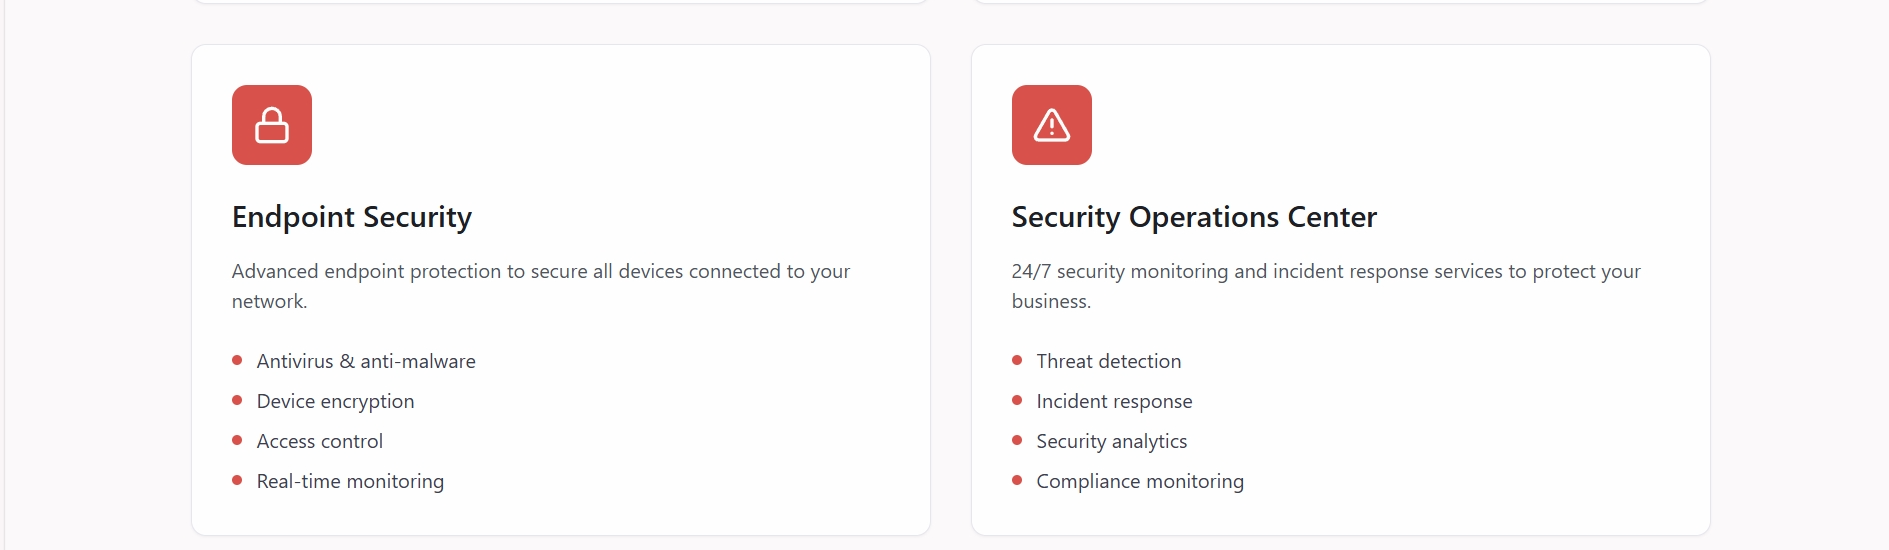 Endpoint Security
Advanced endpoint protection to secure all devices connected to your
network.
Antivirus & anti-malware
Device encryption
Access control
Real-time monitoring
Security Operations Center
24/7 security monitoring and incident response services to protect your
business.
Threat detection
Incident response
Security analytics
Compliance monitoring